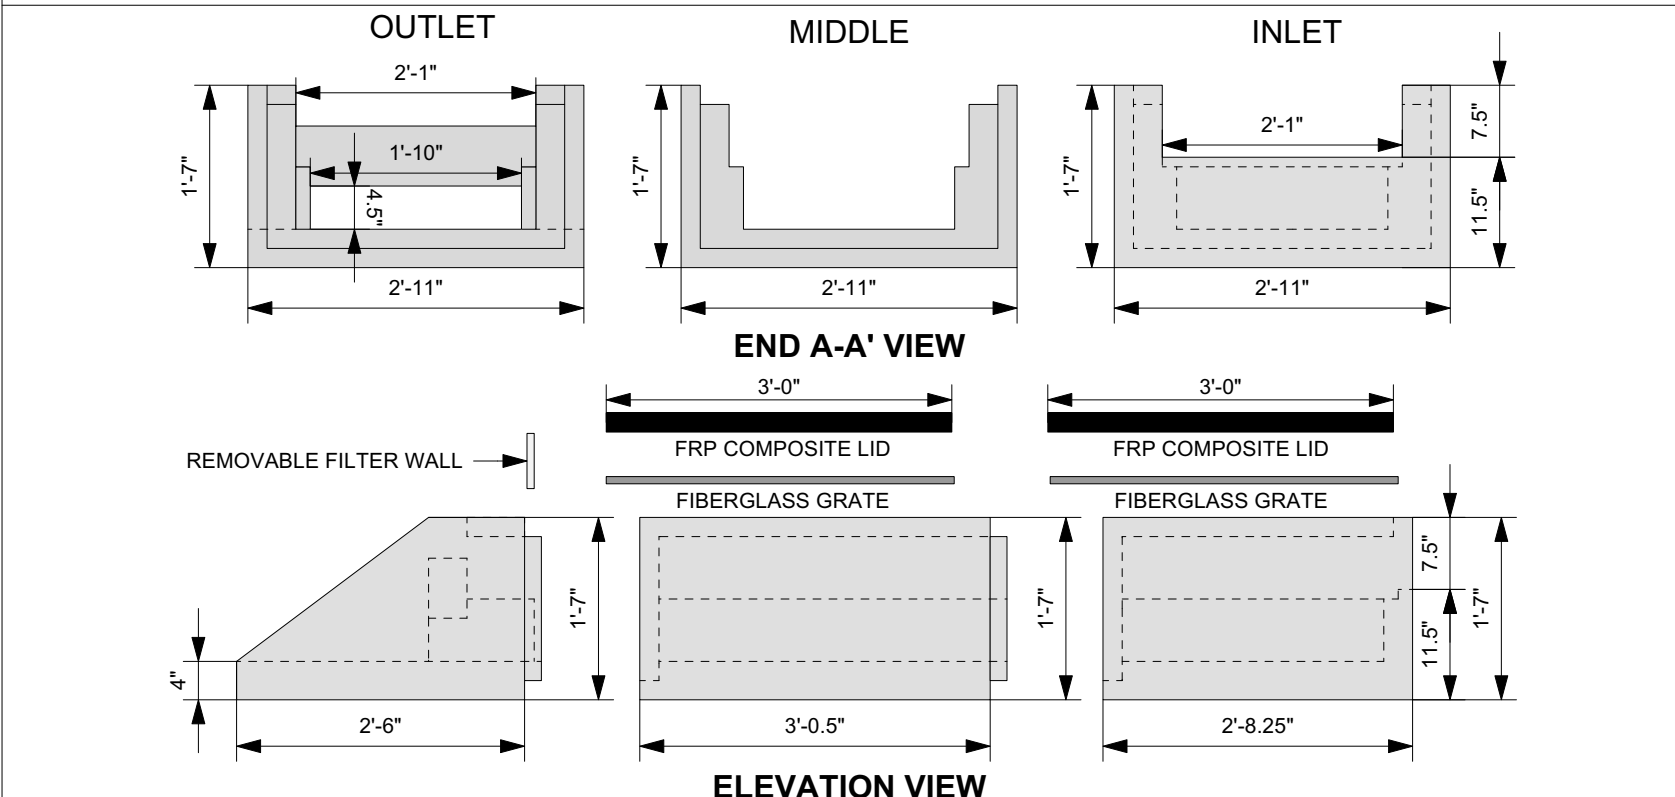 OUTLET
MIDDLE
INLET
2'-1"
1'-7"
1'-10"
4.5"
2'-11"
1'-7"
2'-11"
2'-1"
1'-7"
7.5"
11.5"
2'-11"
END A-A' VIEW
3'-0"
3'-0"
FRP COMPOSITE LID
FRP COMPOSITE LID
REMOVABLE FILTER WALL
FIBERGLASS GRATE
FIBERGLASS GRATE
4"
1'-7"
2'-6"
1'-7"
3'-0.5"
7.5"
11.5"
1'-7"
2'-8.25"
ELEVATION VIEW